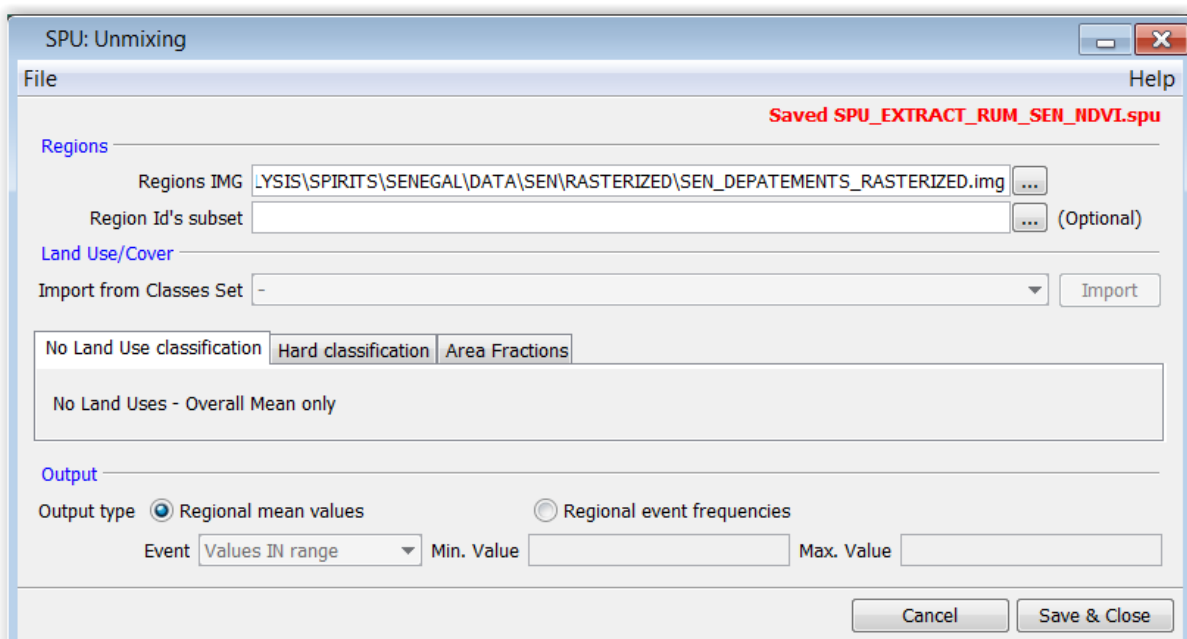 SPU: Unmixing
File Help
Saved SPU_EXTRACT_RUM_SEN_NDVI.spu
Regions
Regions IMG LYSIS\SPIRITS\SENEGAL\DATA\SEN\RASTERIZED\SEN_DEPATEMENTS_RASTERIZED.img ...
Region Id's subset ... (Optional)
Land Use/Cover
Import from Classes Set - Import
No Land Use classification Hard classification Area Fractions
No Land Uses - Overall Mean only
Output
Output type Regional mean values Regional event frequencies
Event Values IN range Min. Value Max. Value
Cancel Save & Close